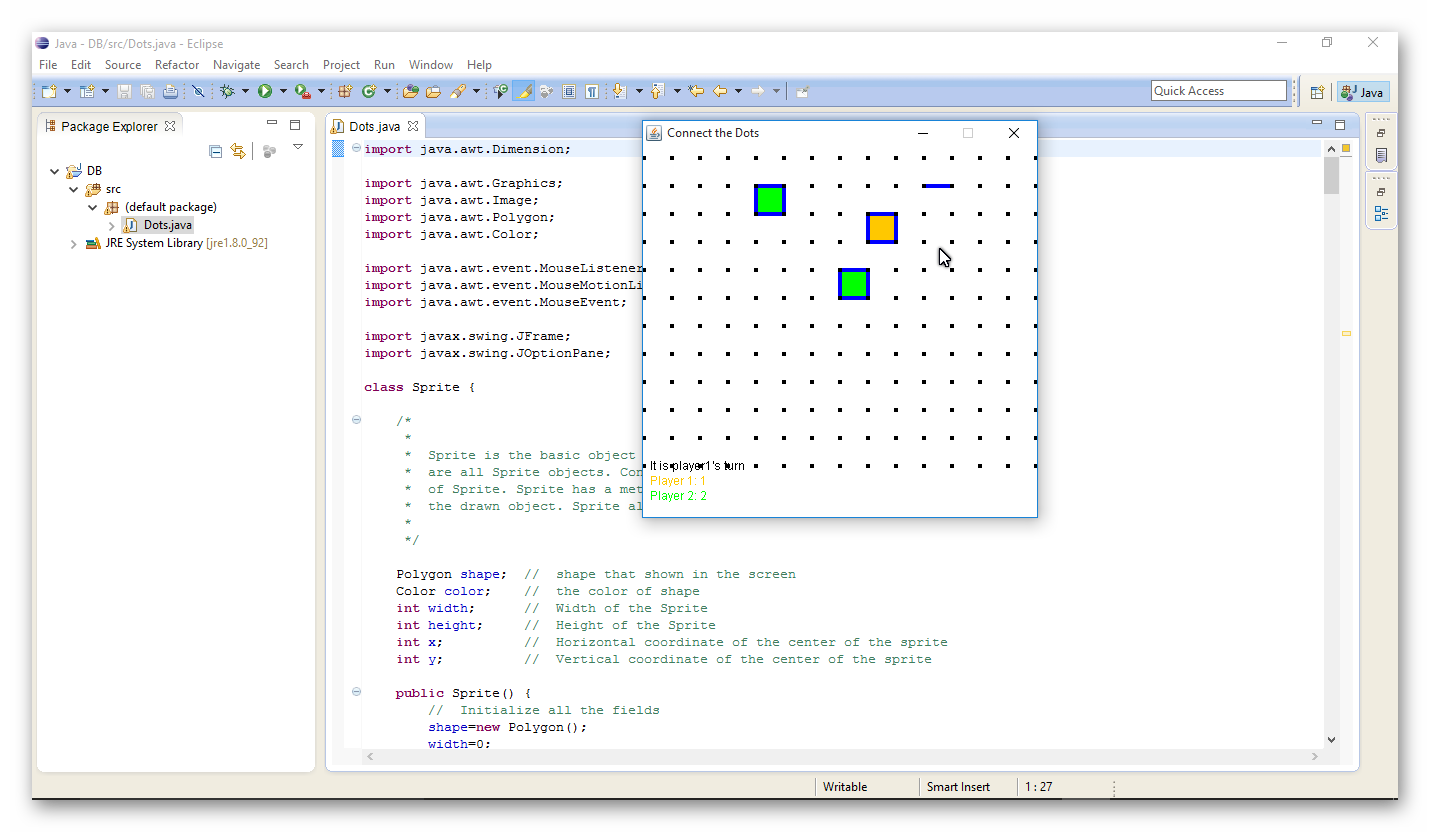 Java - DB/src/Dots.java - Eclipse
File Edit Source Refactor Navigate Search Project Run Window Help
Quick Access
Java
Package Explorer
DB
src
(default package)
Dots.java
JRE System Library [jre1.8.0_92]
Dots.java
import java.awt.Dimension;
import java.awt.Graphics;
import java.awt.Image;
import java.awt.Polygon;
import java.awt.Color;
import java.awt.event.MouseListener
import java.awt.event.MouseMotionLi
import java.awt.event.MouseEvent;
import javax.swing.JFrame;
import javax.swing.JOptionPane;
class Sprite {
/*
*
* Sprite is the basic object
* are all Sprite objects. Con
* of Sprite. Sprite has a met
* the drawn object. Sprite al
*
*/
Polygon shape; // shape that shown in the screen
Color color; // the color of shape
int width; // Width of the Sprite
int height; // Height of the Sprite
int x; // Horizontal coordinate of the center of the sprite
int y; // Vertical coordinate of the center of the sprite
public Sprite() {
// Initialize all the fields
shape=new Polygon();
width=0;
Connect the Dots
It is player1's turn
Player 1: 1
Player 2: 2
Writable
Smart Insert
1 : 27